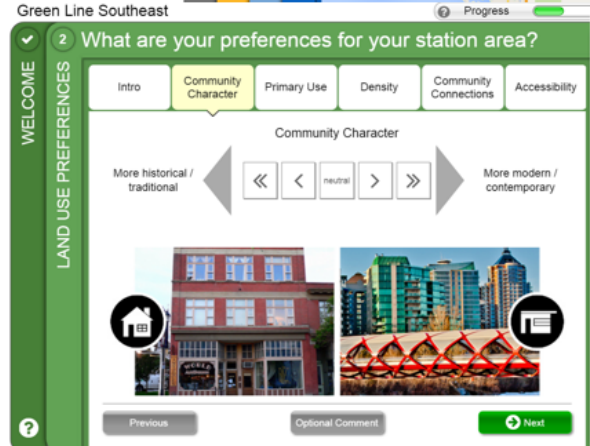 Green Line Southeast
? Progress
WELCOME
2 What are your preferences for your station area?
LAND USE PREFERENCES
Intro
Community
Character
Primary Use
Density
Community
Connections
Accessibility
Community Character
More historical /
traditional
neutral
More modern /
contemporary
WORLD
Previous
Optional Comment
Next
?